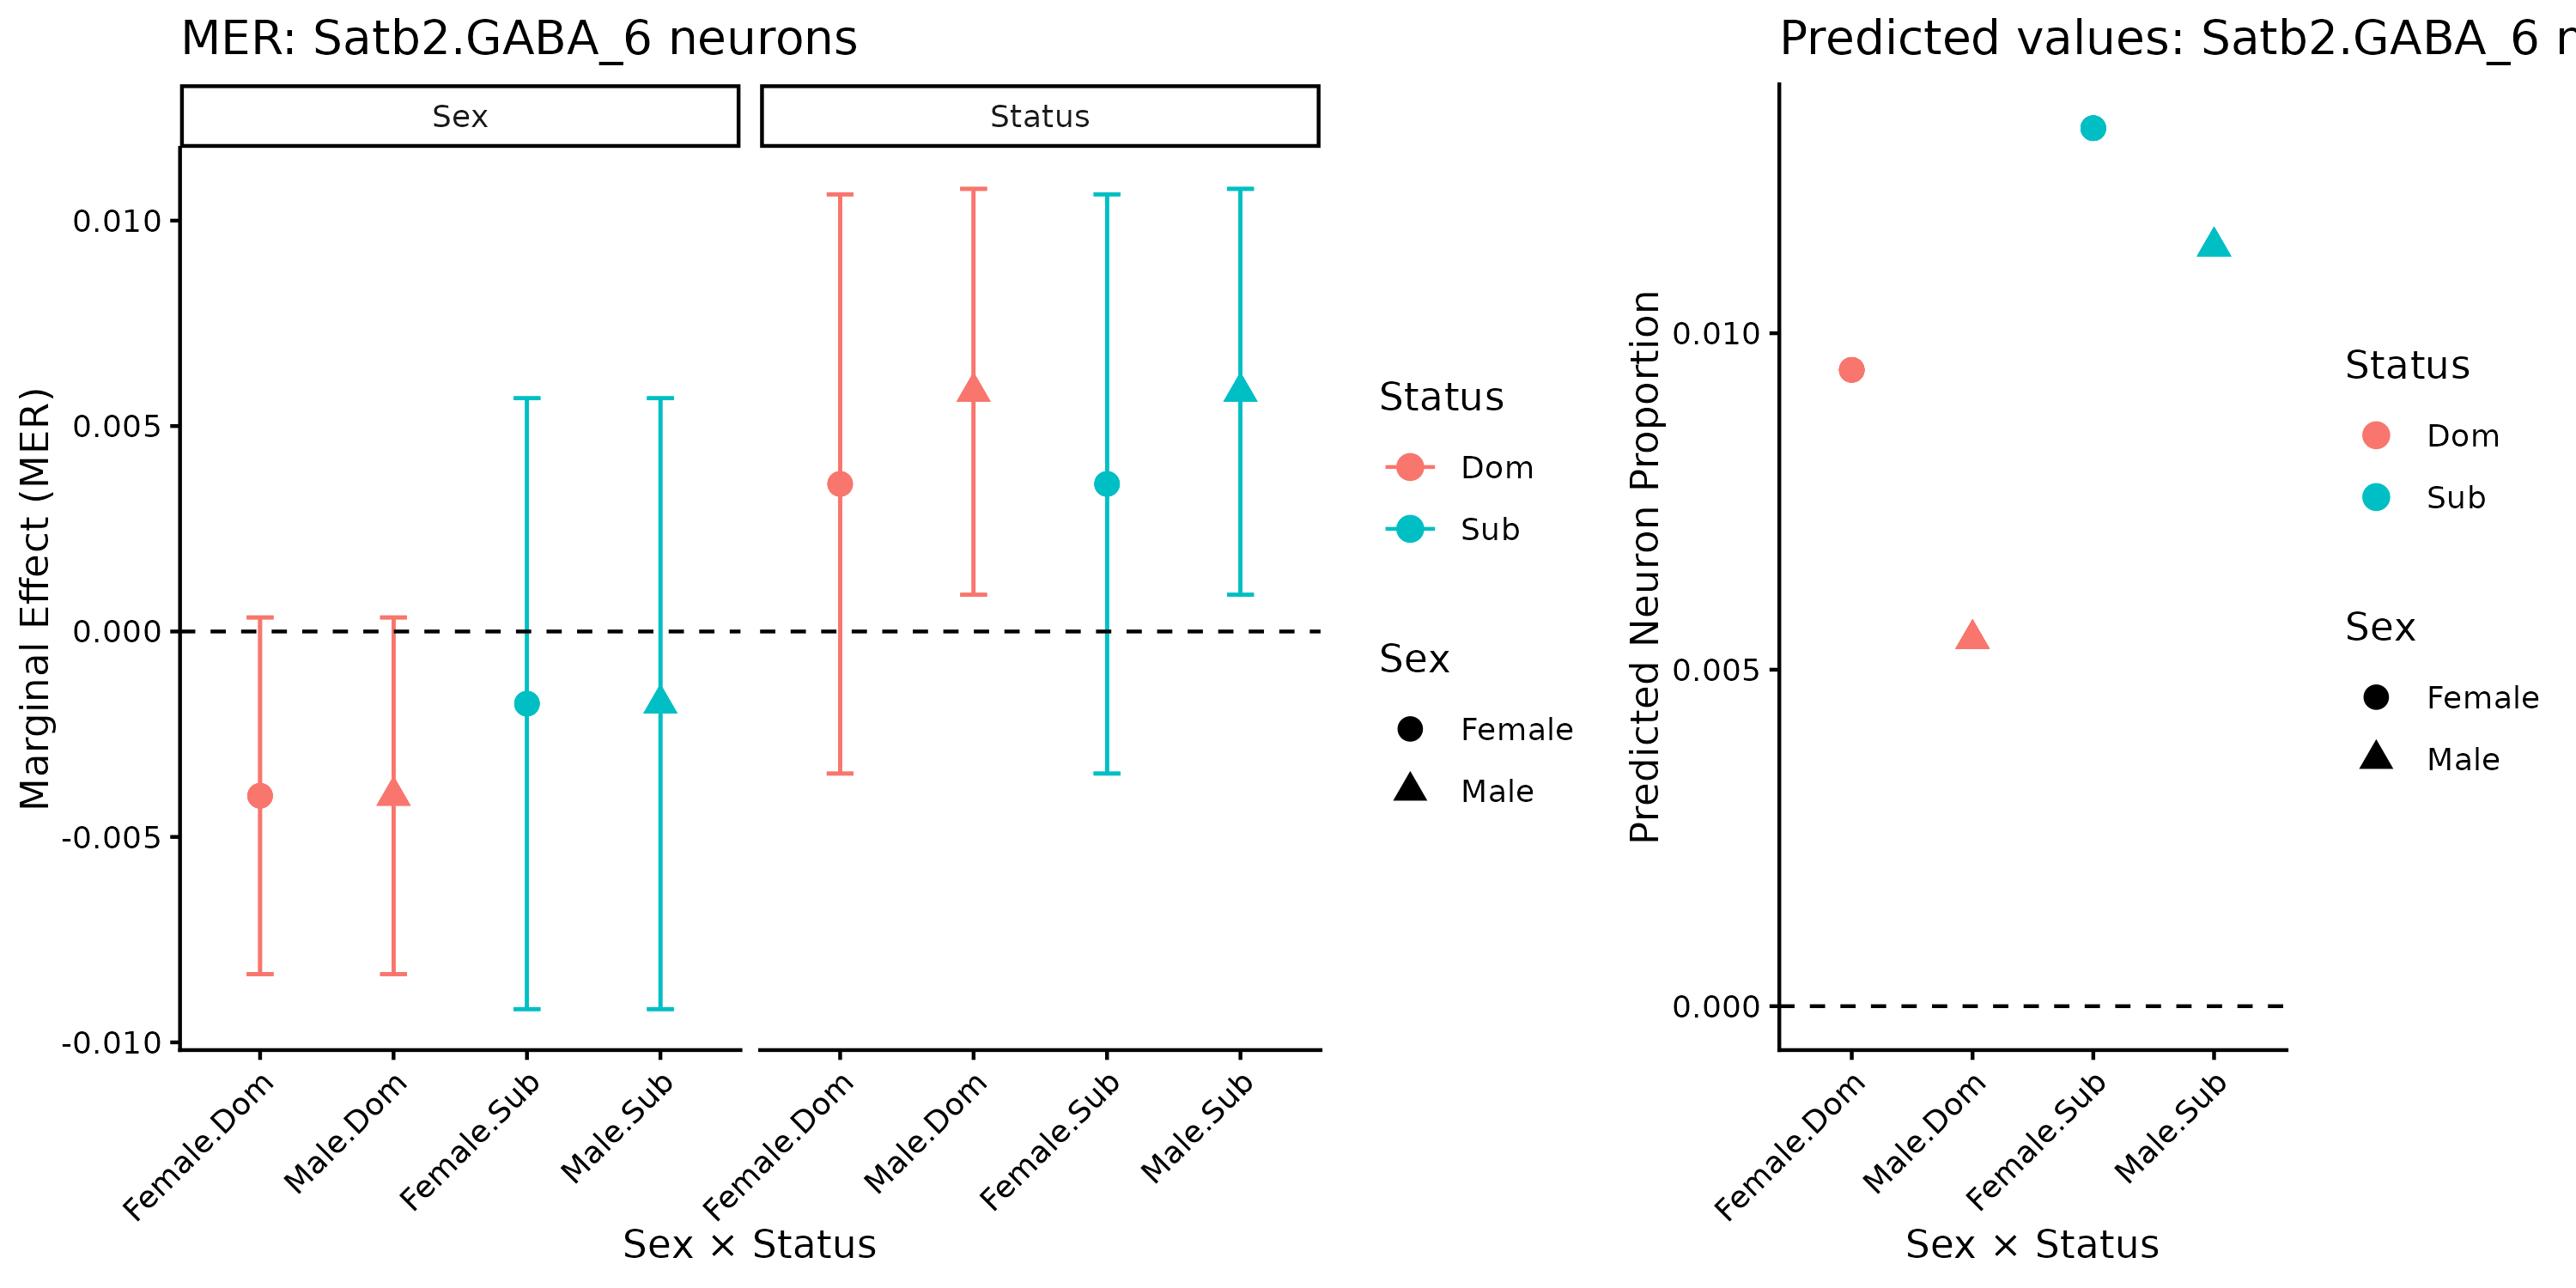 MER: Satb2.GABA_6 neurons
Sex
Status
Marginal Effect (MER)
0.010
0.005
0.000
-0.005
-0.010
Female.Dom
Male.Dom
Female.Sub
Male.Sub
Female.Dom
Male.Dom
Female.Sub
Male.Sub
Sex × Status
Status
Dom
Sub
Sex
Female
Male
Predicted values: Satb2.GABA_6 n
Predicted Neuron Proportion
0.010
0.005
0.000
Female.Dom
Male.Dom
Female.Sub
Male.Sub
Sex × Status
Status
Dom
Sub
Sex
Female
Male